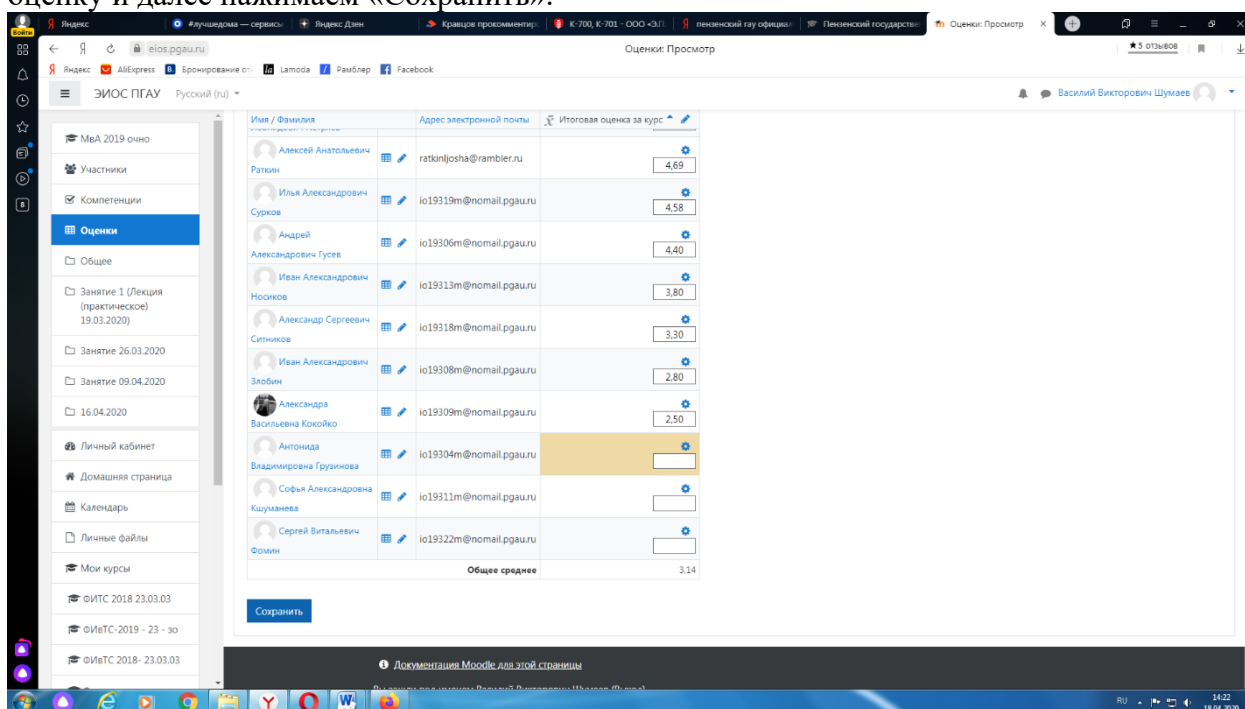 оценку и далее нажимаем «Сохранить».
Войти
Яндекс
#лучшедома — сервисы
Яндекс Дзен
Кравцов прокомментиро
К-700, К-701 - ООО «Э.П.
пензенский гау официал
Пензенский государстве
Оценки: Просмотр
eios.pgau.ru
Оценки: Просмотр
★5 отзывов
Яндекс
AliExpress
Бронирование от
Lamoda
Рамблер
Facebook
ЭИОС ПГАУ
Русский (ru)
Василий Викторович Шумаев
МвА 2019 очно
Участники
Компетенции
Оценки
Общее
Занятие 1 (Лекция
(практическое)
19.03.2020)
Занятие 26.03.2020
Занятие 09.04.2020
16.04.2020
Личный кабинет
Домашняя страница
Календарь
Личные файлы
Мои курсы
ФИТС 2018 23.03.03
ФИвТС-2019 - 23 - зо
ФИвТС 2018- 23.03.03
Имя / Фамилия
Адрес электронной почты
Итоговая оценка за курс
Алексей Анатольевич
Раткин
ratkinljosha@rambler.ru
4,69
Илья Александрович
Сурков
io19319m@nomail.pgau.ru
4,58
Андрей
Александрович Гусев
io19306m@nomail.pgau.ru
4,40
Иван Александрович
Носиков
io19313m@nomail.pgau.ru
3,80
Александр Сергеевич
Ситников
io19318m@nomail.pgau.ru
3,30
Иван Александрович
Злобин
io19308m@nomail.pgau.ru
2,80
Александра
Васильевна Кокойко
io19309m@nomail.pgau.ru
2,50
Антонида
Владимировна Грузинова
io19304m@nomail.pgau.ru
Софья Александровна
Кшуманева
io19311m@nomail.pgau.ru
Сергей Витальевич
Фомин
io19322m@nomail.pgau.ru
Общее среднее
3,14
Сохранить
Документация Moodle для этой страницы
RU
14:22
18.04.2020